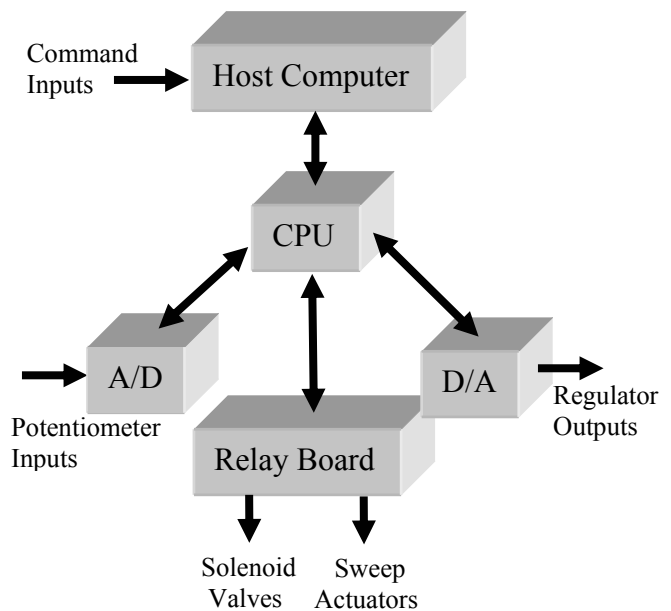 Command
Inputs
Host Computer
CPU
A/D
D/A
Potentiometer
Inputs
Regulator
Outputs
Relay Board
Solenoid
Valves
Sweep
Actuators